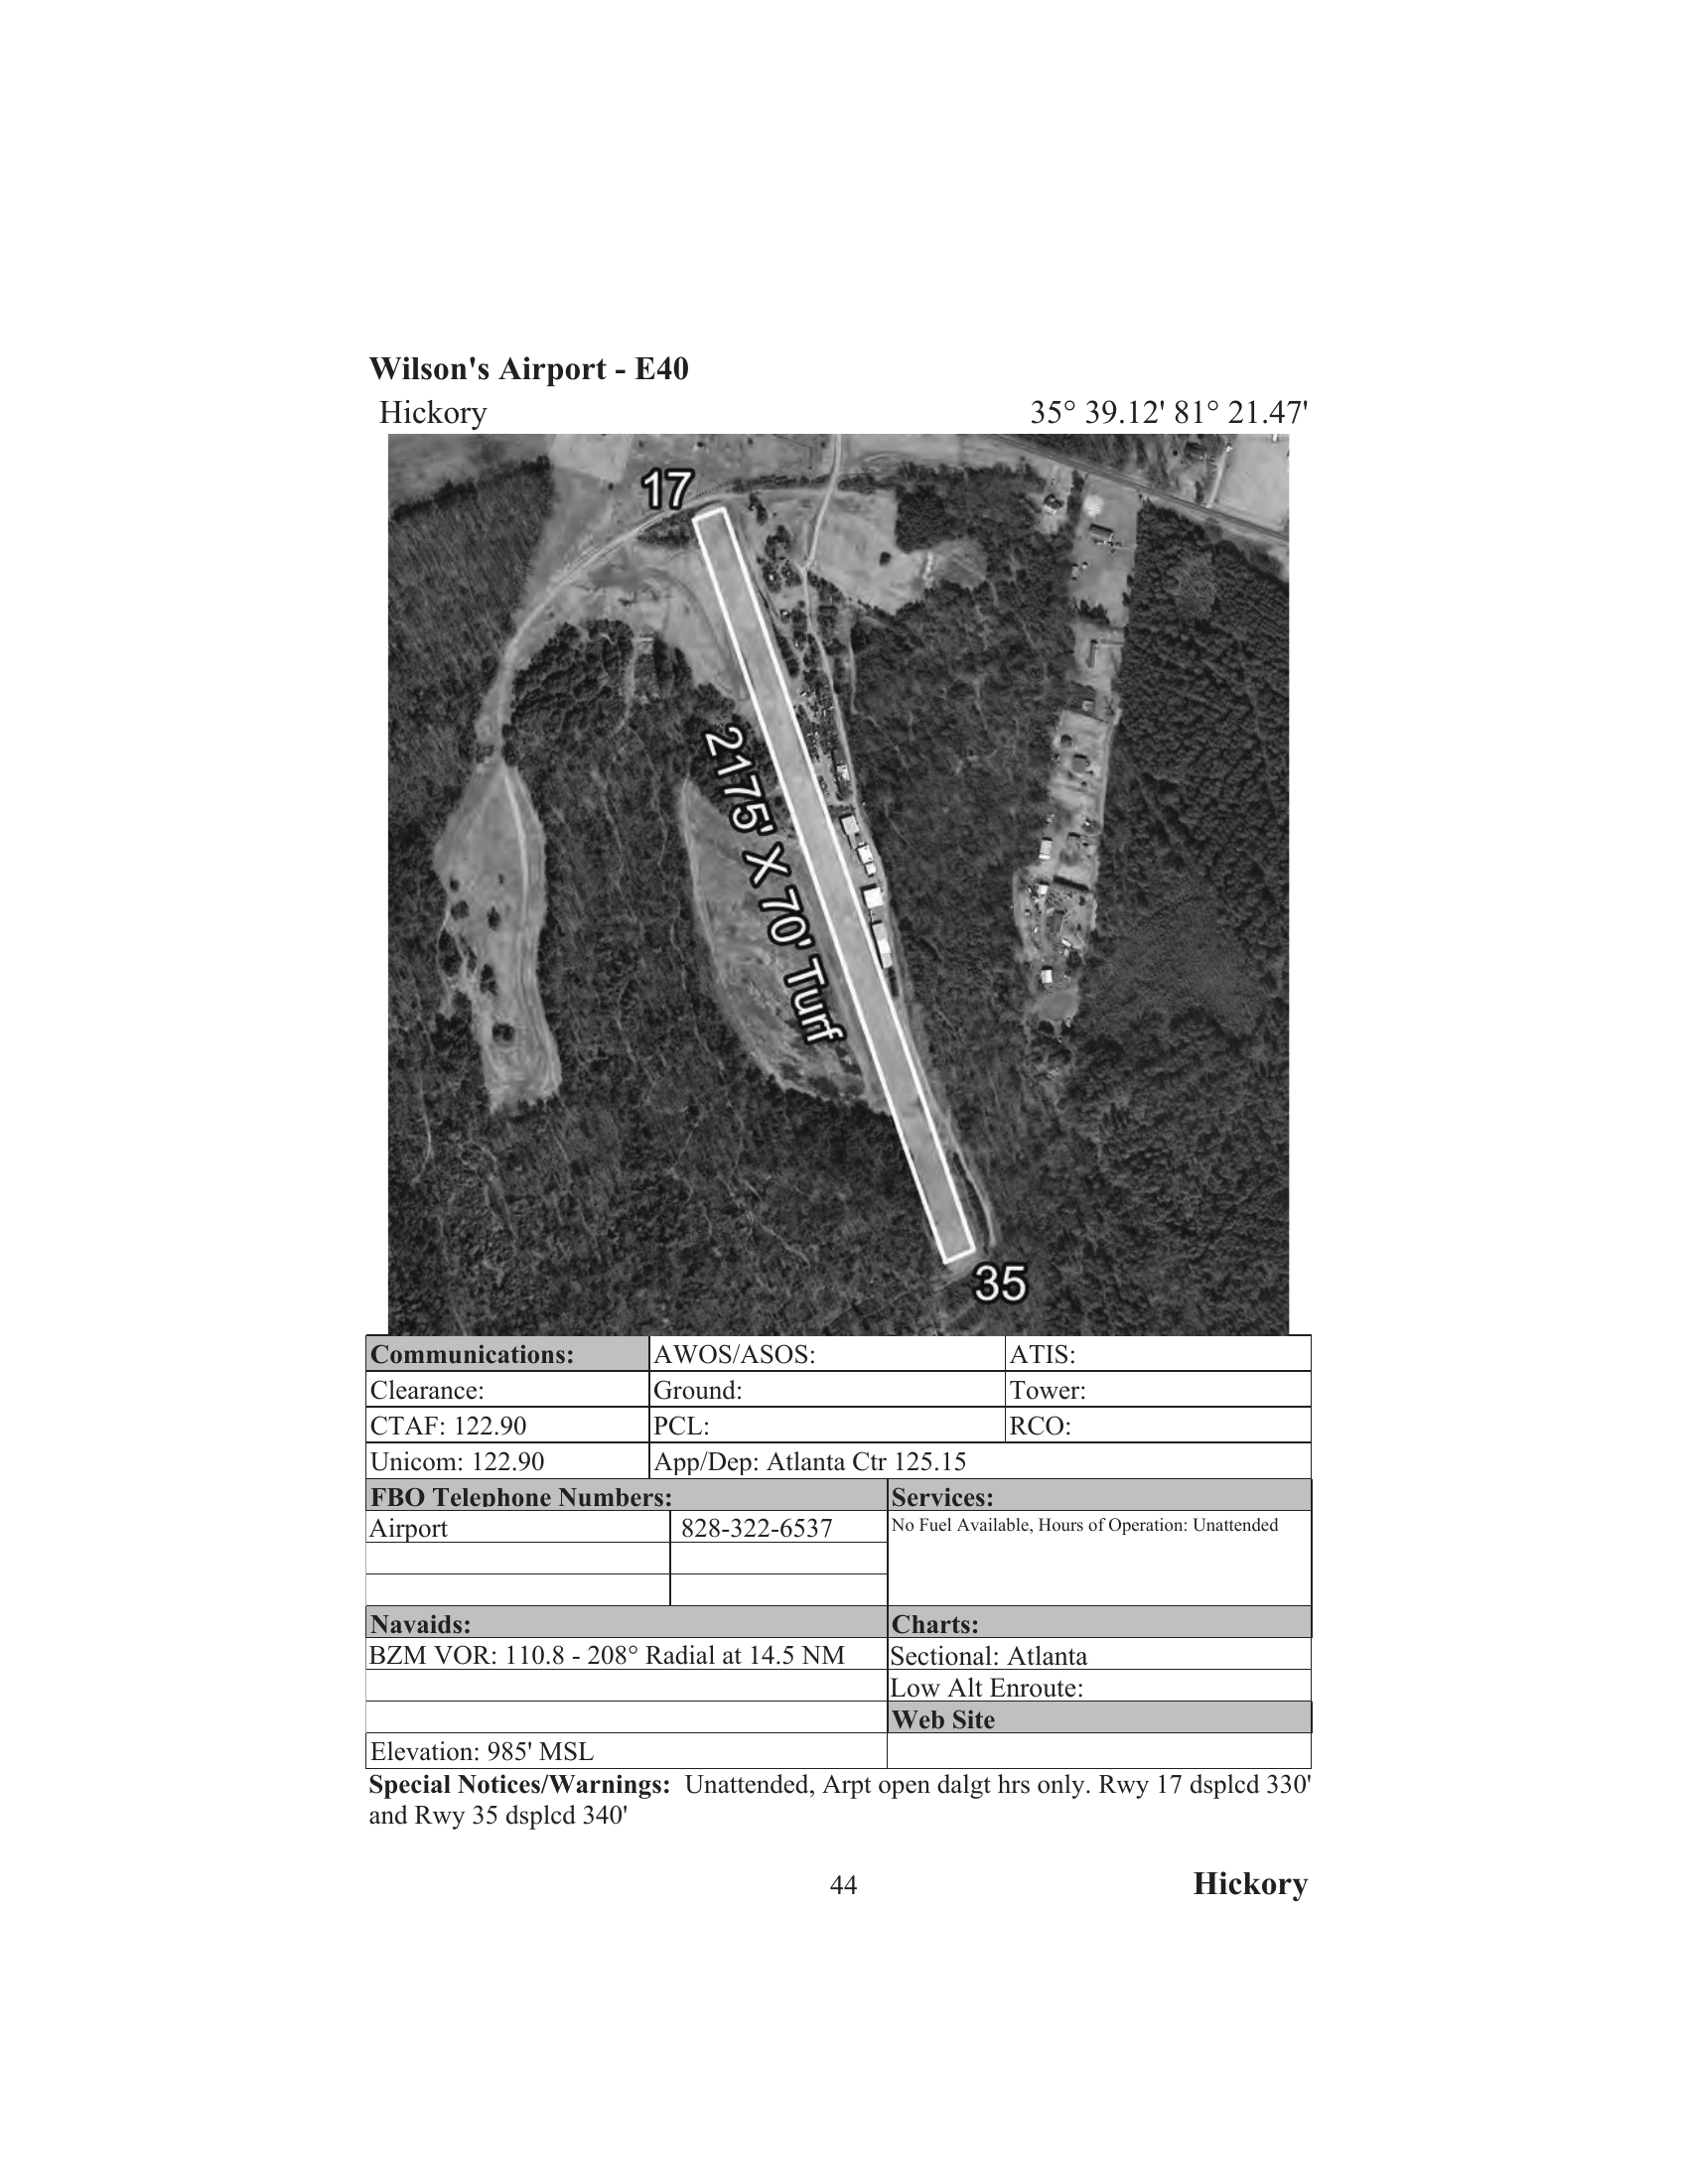 Wilson's Airport - E40
Hickory 35° 39.12' 81° 21.47'
17
2175' X 70' Turf
35
Communications: AWOS/ASOS: ATIS:
Clearance: Ground: Tower:
CTAF: 122.90 PCL: RCO:
Unicom: 122.90 App/Dep: Atlanta Ctr 125.15
FBO Telephone Numbers: Services:
Airport 828-322-6537 No Fuel Available, Hours of Operation: Unattended
Navaids: Charts:
BZM VOR: 110.8 - 208° Radial at 14.5 NM Sectional: Atlanta
Low Alt Enroute:
Web Site
Elevation: 985' MSL
Special Notices/Warnings: Unattended, Arpt open dalgt hrs only. Rwy 17 dsplcd 330'
and Rwy 35 dsplcd 340'
44 Hickory